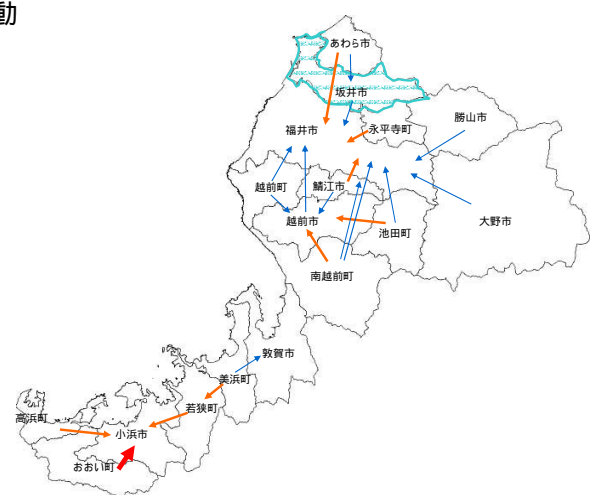 動
あわら市
坂井市
勝山市
福井市
永平寺町
越前町
鯖江市
越前市
大野市
池田町
南越前町
敦賀市
美浜町
若狭町
高浜町
小浜市
おおい町